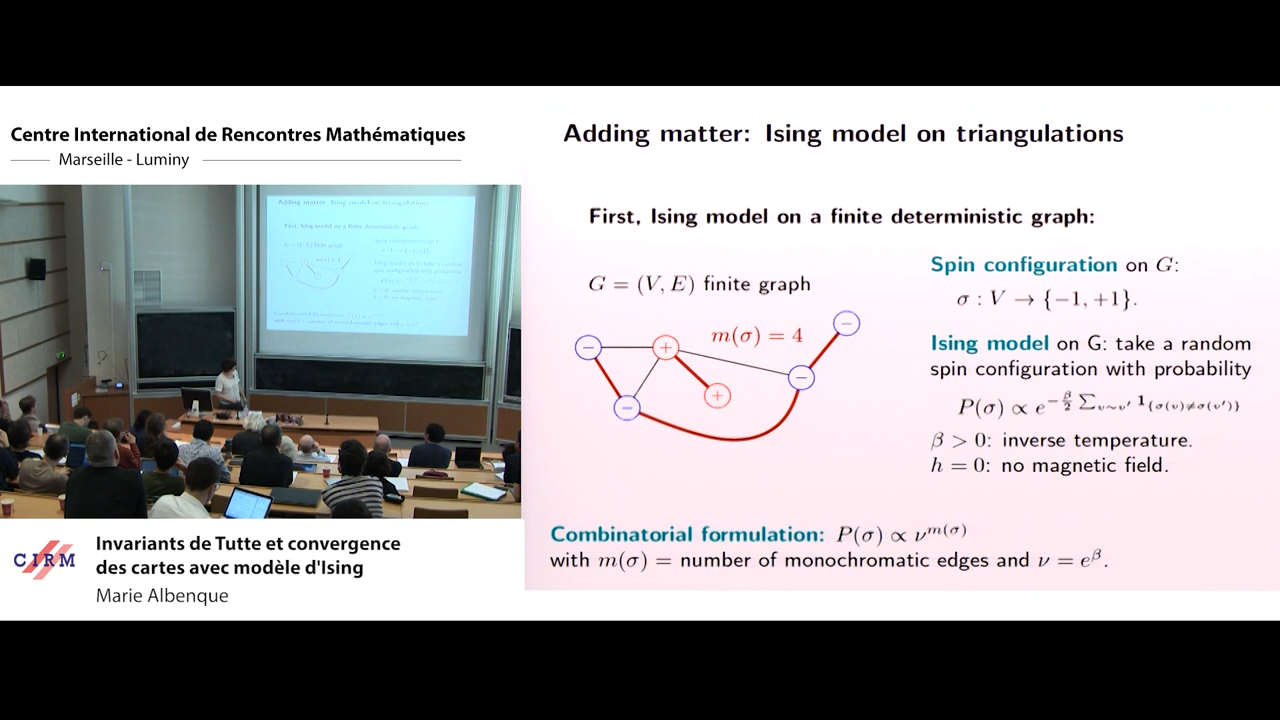 Centre International de Rencontres Mathématiques
Marseille - Luminy
Adding matter: Ising model on triangulations
First, Ising model on a finite deterministic graph:
G = (V, E) finite graph
m(σ) = 4
− + − + − −
Spin configuration on G:
σ : V → {−1, +1}.
Ising model on G: take a random
spin configuration with probability
P(σ) ∝ e^{−β/2 ∑_{v∼v′} 1_{σ(v)≠σ(v′)}}
β > 0: inverse temperature.
h = 0: no magnetic field.
Combinatorial formulation: P(σ) ∝ ν^{m(σ)}
with m(σ) = number of monochromatic edges and ν = e^β.
CIRM
Invariants de Tutte et convergence
des cartes avec modèle d'Ising
Marie Albenque